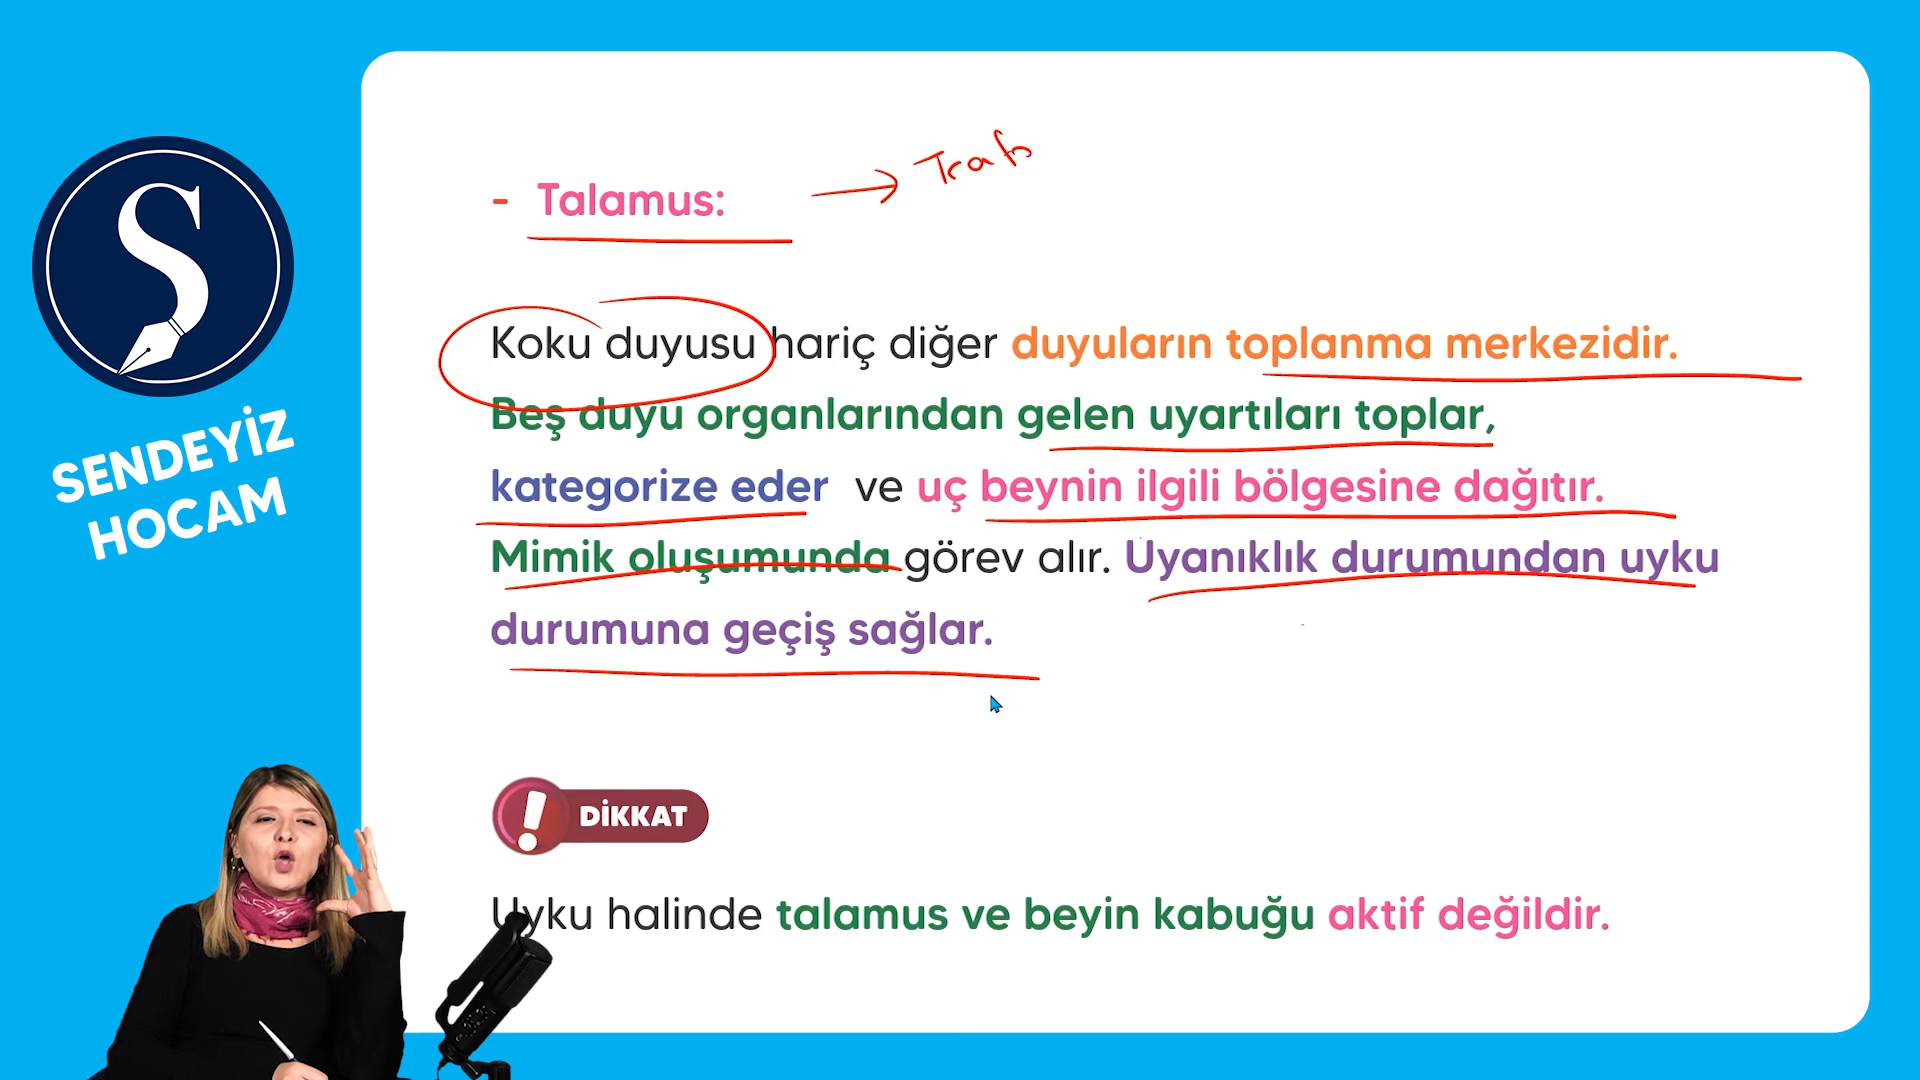 - Talamus:
Trafo
Koku duyusu hariç diğer duyuların toplanma merkezidir.
Beş duyu organlarından gelen uyartıları toplar,
kategorize eder ve uç beynin ilgili bölgesine dağıtır.
Mimik oluşumunda görev alır. Uyanıklık durumundan uyku
durumuna geçiş sağlar.
DİKKAT
Uyku halinde talamus ve beyin kabuğu aktif değildir.
SENDEYİZ
HOCAM